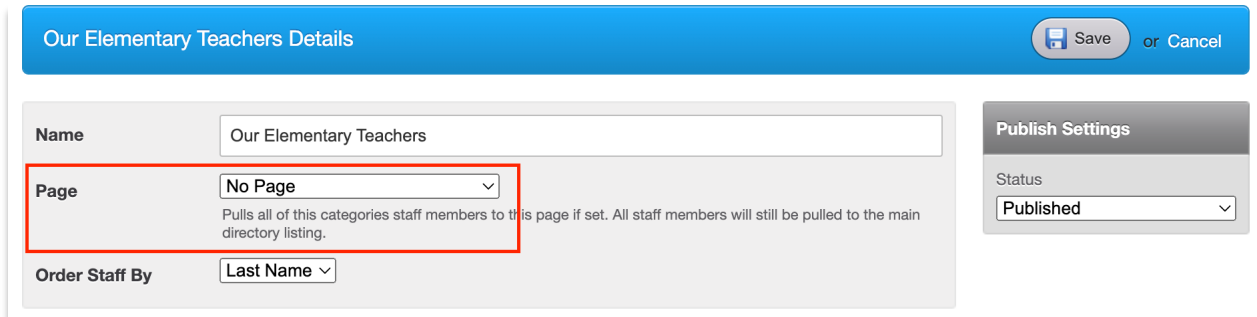 Our Elementary Teachers Details
Save or Cancel
Name
Our Elementary Teachers
Page
No Page
Pulls all of this categories staff members to this page if set. All staff members will still be pulled to the main
directory listing.
Order Staff By
Last Name
Publish Settings
Status
Published